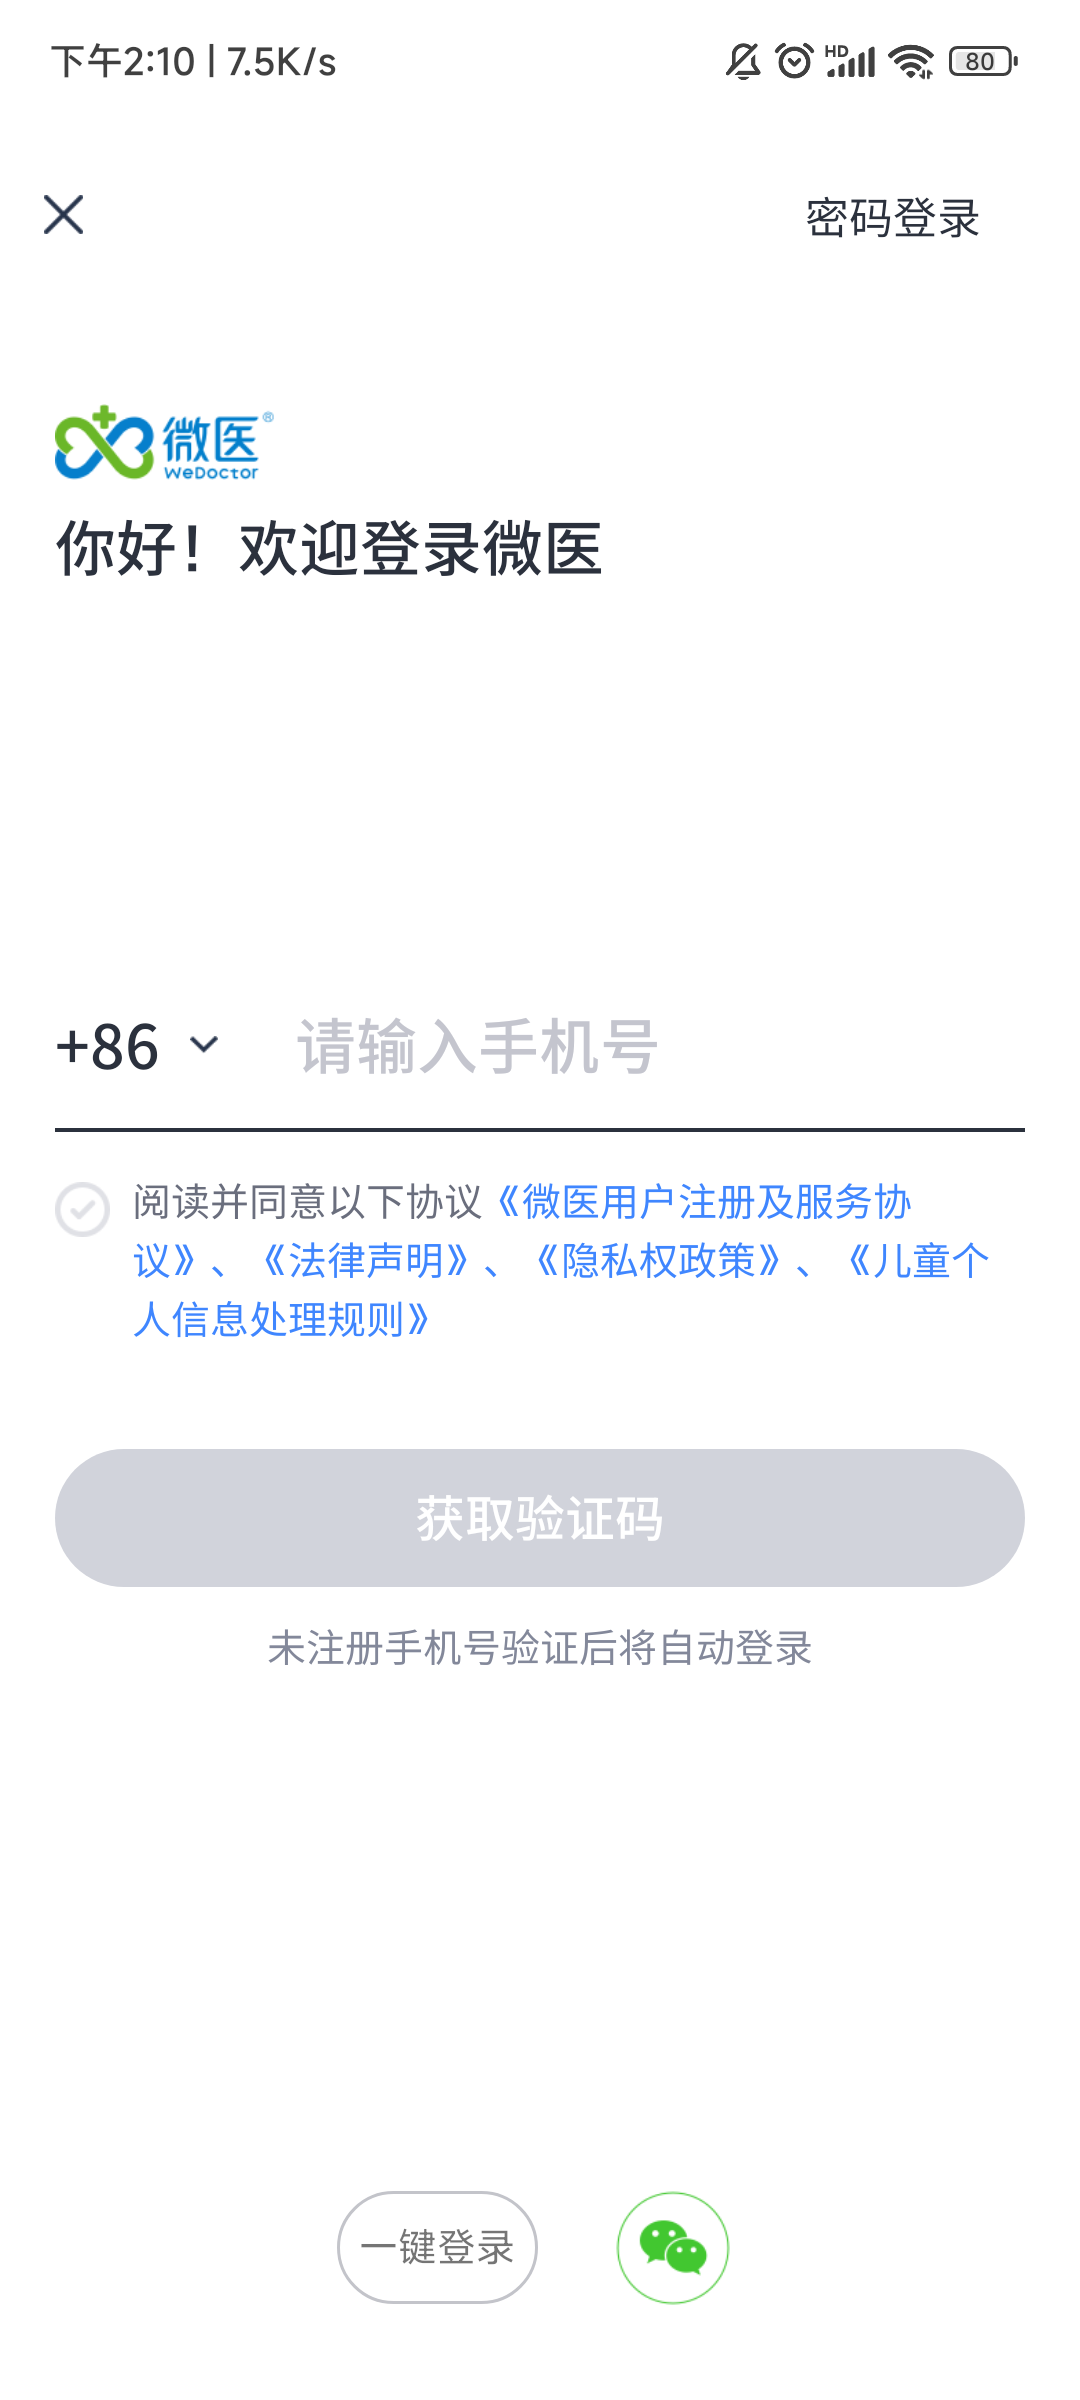 下午2:10 | 7.5K/s
HD
80
密码登录
微医®
WeDoctor
你好！欢迎登录微医
+86 请输入手机号
阅读并同意以下协议《微医用户注册及服务协
议》、《法律声明》、《隐私权政策》、《儿童个
人信息处理规则》
获取验证码
未注册手机号验证后将自动登录
一键登录